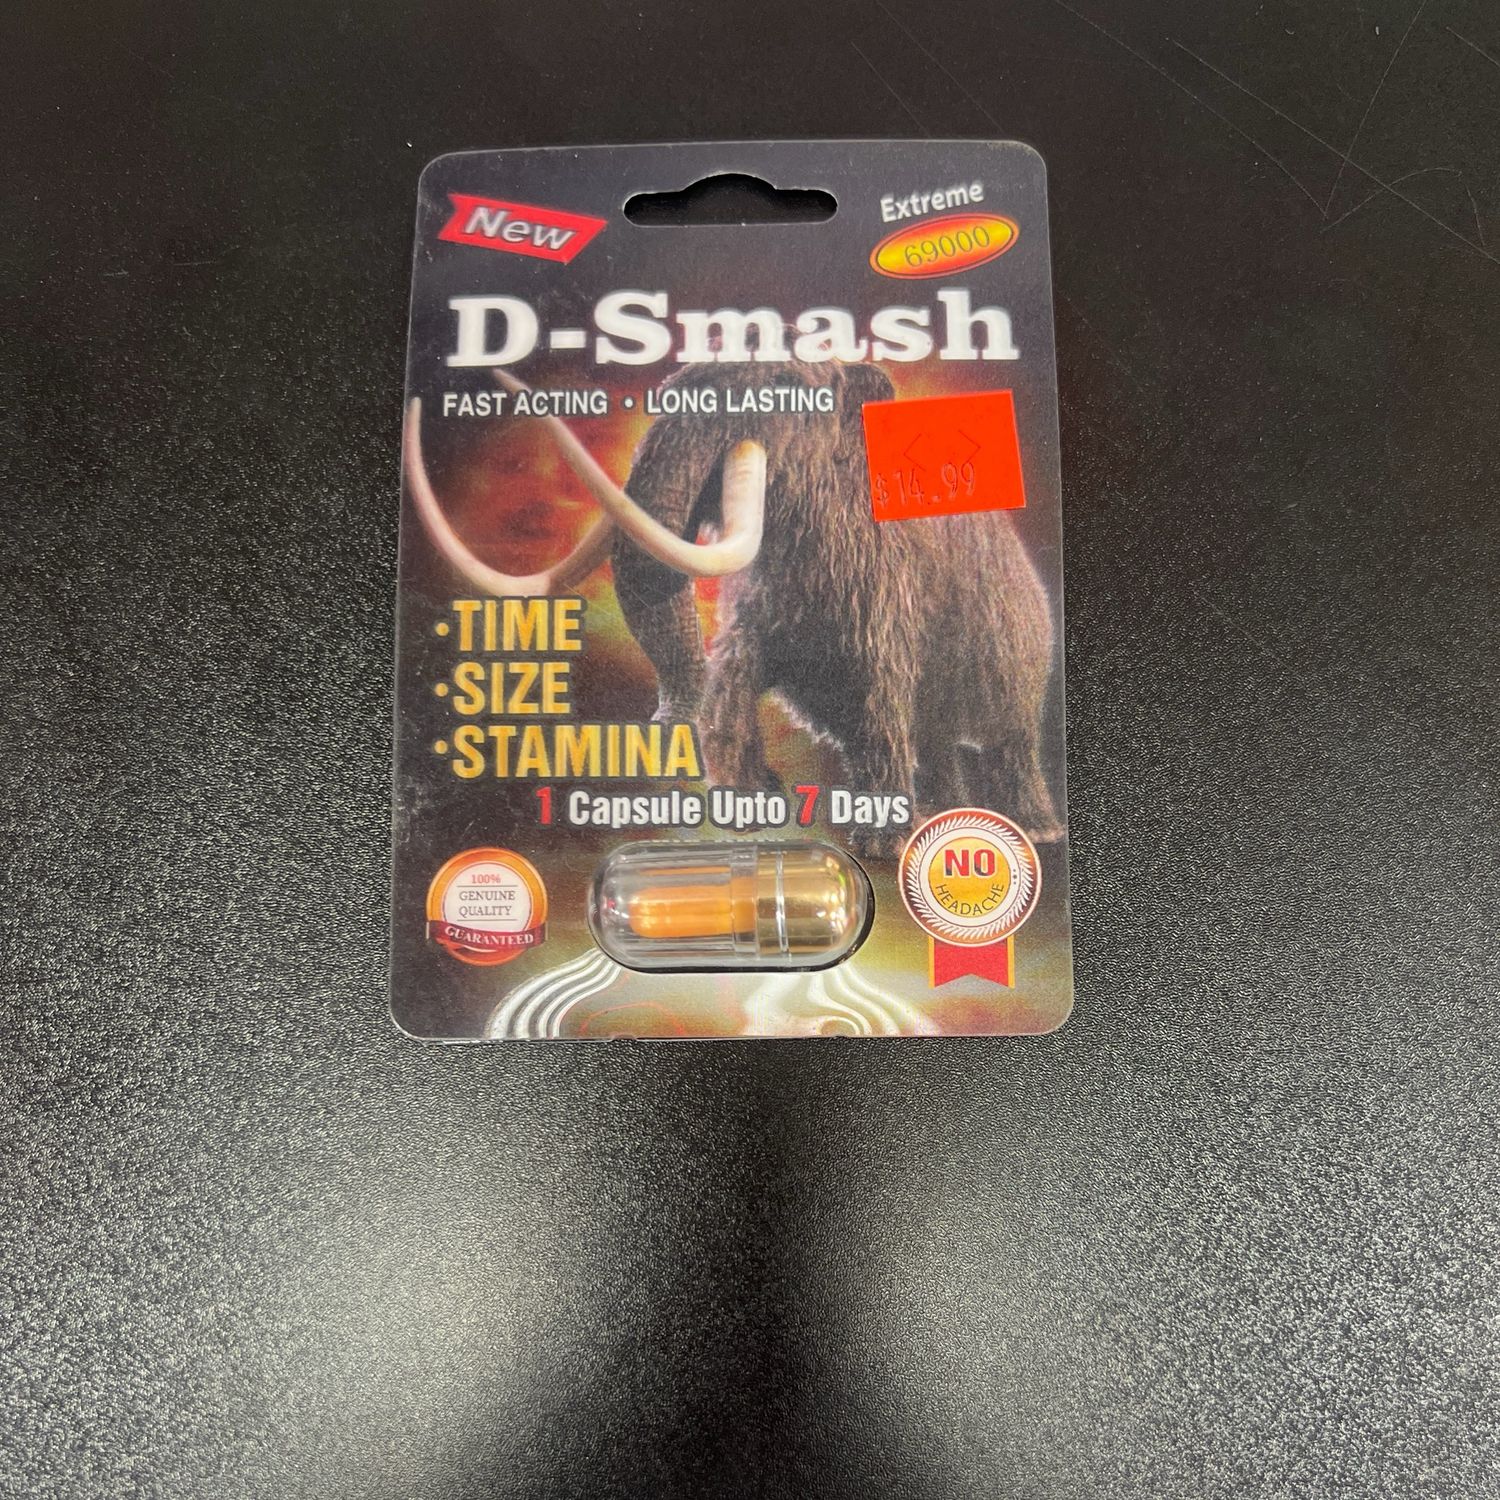 New
Extreme
69000
D-Smash
FAST ACTING • LONG LASTING
$14.99
•TIME
•SIZE
•STAMINA
1 Capsule Upto 7 Days
100%
GENUINE
QUALITY
GUARANTEED
NO
HEADACHE